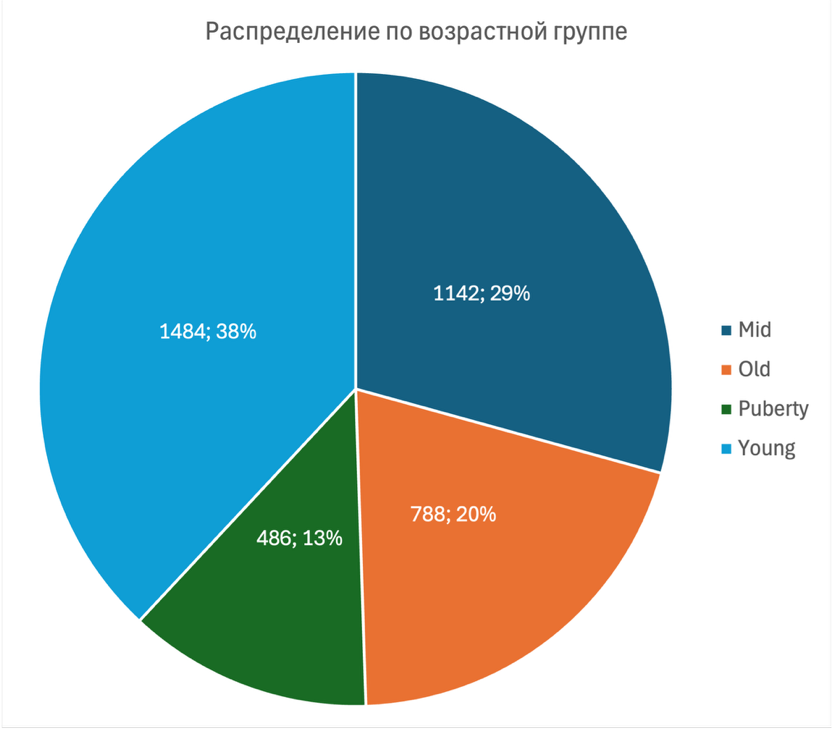 Распределение по возрастной группе
1142; 29%
1484; 38%
788; 20%
486; 13%
Mid
Old
Puberty
Young